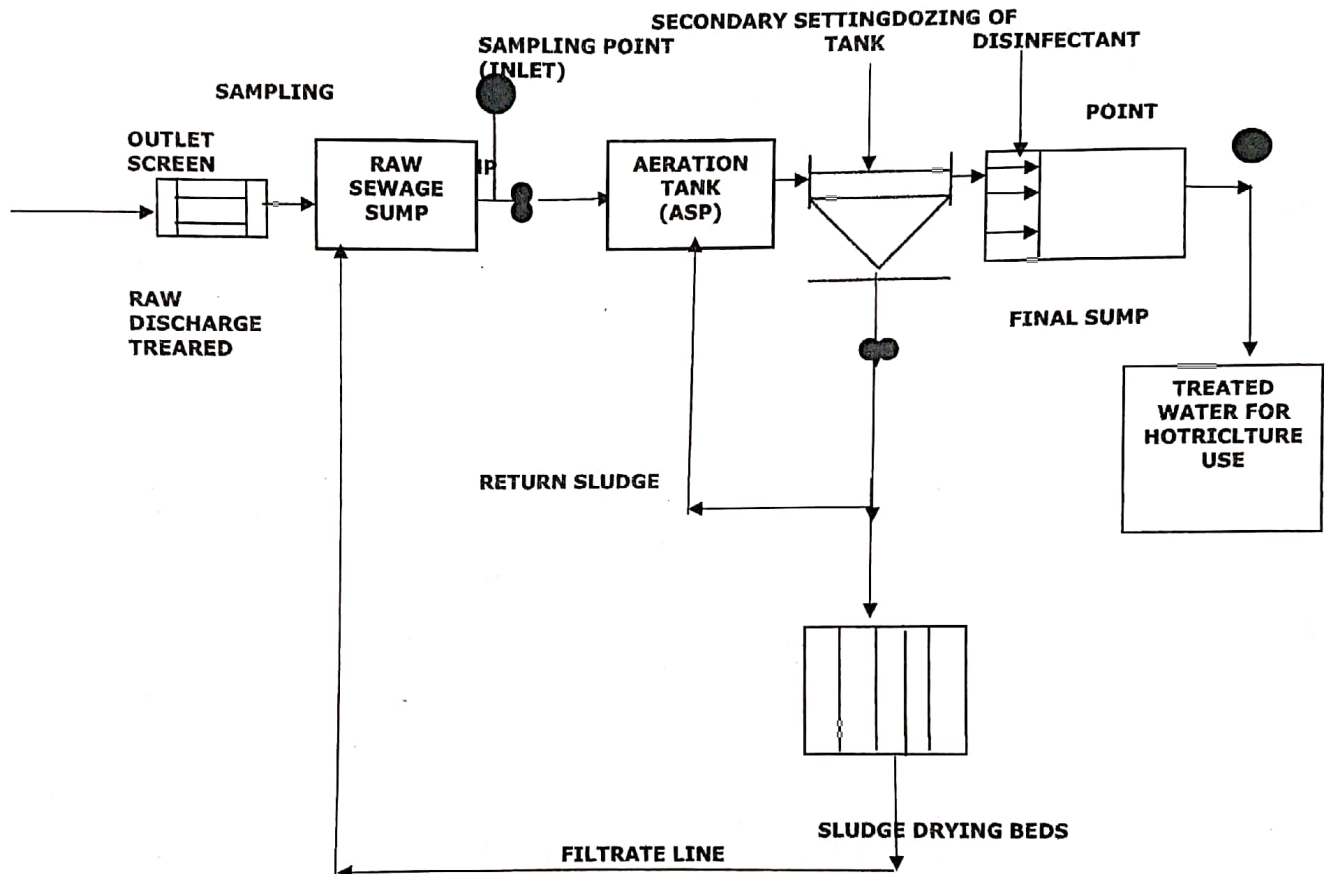 SECONDARY SETTINGDOZING OF
TANK
DISINFECTANT
SAMPLING POINT
(INLET)
SAMPLING
POINT
OUTLET
SCREEN
RAW
SEWAGE
SUMP
IP
AERATION
TANK
(ASP)
RAW
DISCHARGE
TREARED
FINAL SUMP
TREATED
WATER FOR
HOTRICLTURE
USE
RETURN SLUDGE
SLUDGE DRYING BEDS
FILTRATE LINE